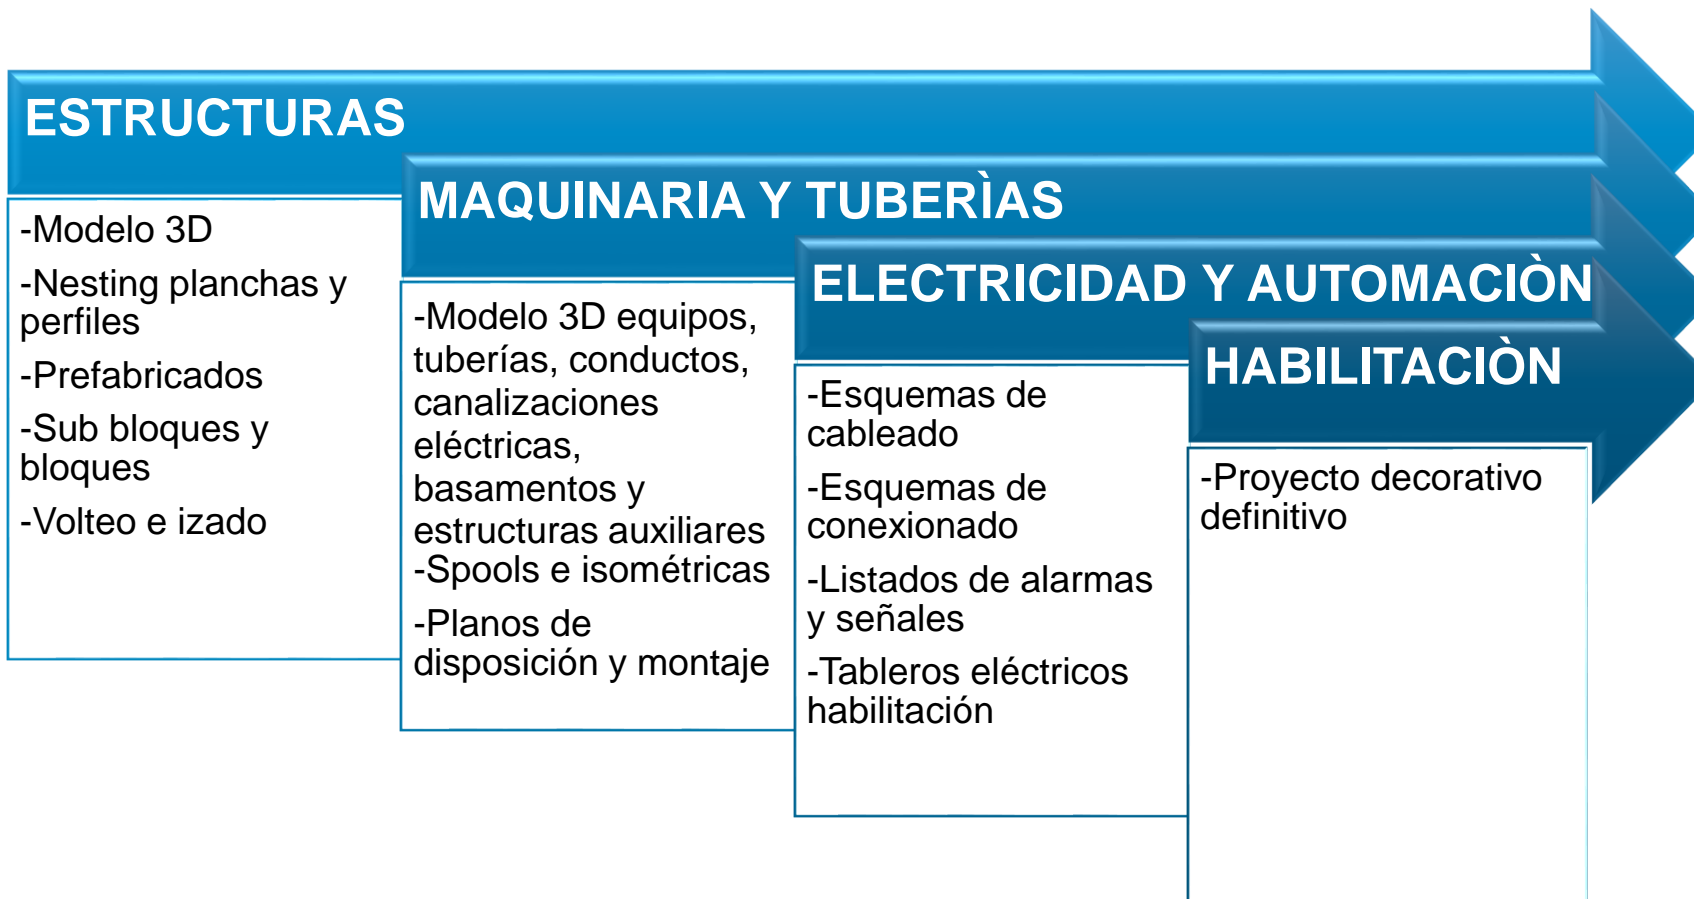 ESTRUCTURAS
-Modelo 3D
-Nesting planchas y
perfiles
-Prefabricados
-Sub bloques y
bloques
-Volteo e izado
MAQUINARIA Y TUBERÌAS
-Modelo 3D equipos,
tuberías, conductos,
canalizaciones
eléctricas,
basamentos y
estructuras auxiliares
-Spools e isométricas
-Planos de
disposición y montaje
ELECTRICIDAD Y AUTOMACIÒN
-Esquemas de
cableado
-Esquemas de
conexionado
-Listados de alarmas
y señales
-Tableros eléctricos
habilitación
HABILITACIÒN
-Proyecto decorativo
definitivo